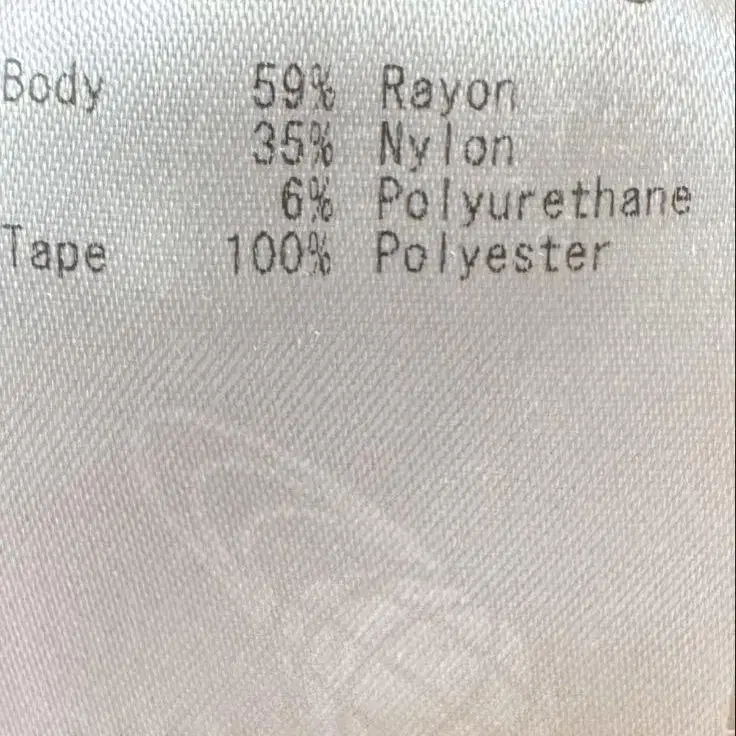 Body 59% Rayon
35% Nylon
6% Polyurethane
Tape 100% Polyester